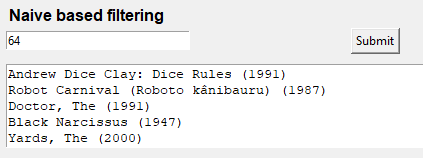 Naive based filtering
64
Submit
Andrew Dice Clay: Dice Rules (1991)
Robot Carnival (Roboto kânibauru) (1987)
Doctor, The (1991)
Black Narcissus (1947)
Yards, The (2000)